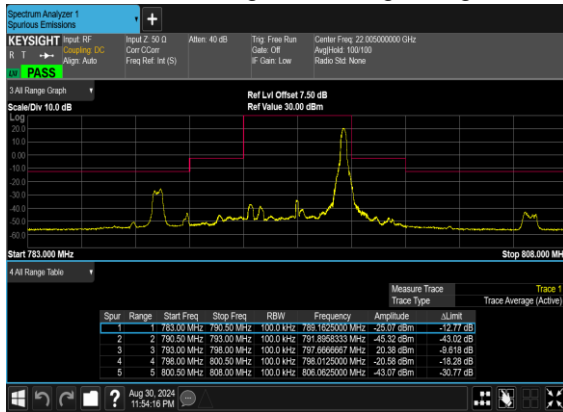 Spectrum Analyzer 1
Spurious Emissions
+
KEYSIGHT Input: RF Input Z: 50 Ω Atten: 40 dB Trig: Free Run Center Freq: 22.005000000 GHz
R T Coupling: DC Corr CCorr Gate: Off Avg|Hold: 100/100
Align: Auto Freq Ref: Int (S) IF Gain: Low Radio Std: None
PASS
3 All Range Graph
Ref Lvl Offset 7.50 dB
Scale/Div 10.0 dB Ref Value 30.00 dBm
Log
20.0
10.0
0.00
-10.0
-20.0
-30.0
-40.0
-50.0
-60.0
Start 783.000 MHz Stop 808.000 MH
4 All Range Table
Measure Trace Trace 1
Trace Type Trace Average (Active)
Spur Range Start Freq Stop Freq RBW Frequency Amplitude ΔLimit
1 1 783.00 MHz 790.50 MHz 100.0 kHz 789.1625000 MHz -25.07 dBm -12.77 dB
2 2 790.50 MHz 793.00 MHz 100.0 kHz 791.8958333 MHz -45.32 dBm -43.02 dB
3 3 793.00 MHz 798.00 MHz 100.0 kHz 797.6666667 MHz 20.38 dBm -9.618 dB
4 4 798.00 MHz 800.50 MHz 100.0 kHz 798.0125000 MHz -20.58 dBm -18.28 dB
5 5 800.50 MHz 808.00 MHz 100.0 kHz 806.0625000 MHz -43.07 dBm -30.77 dB
?
Aug 30, 2024
11:54:16 PM